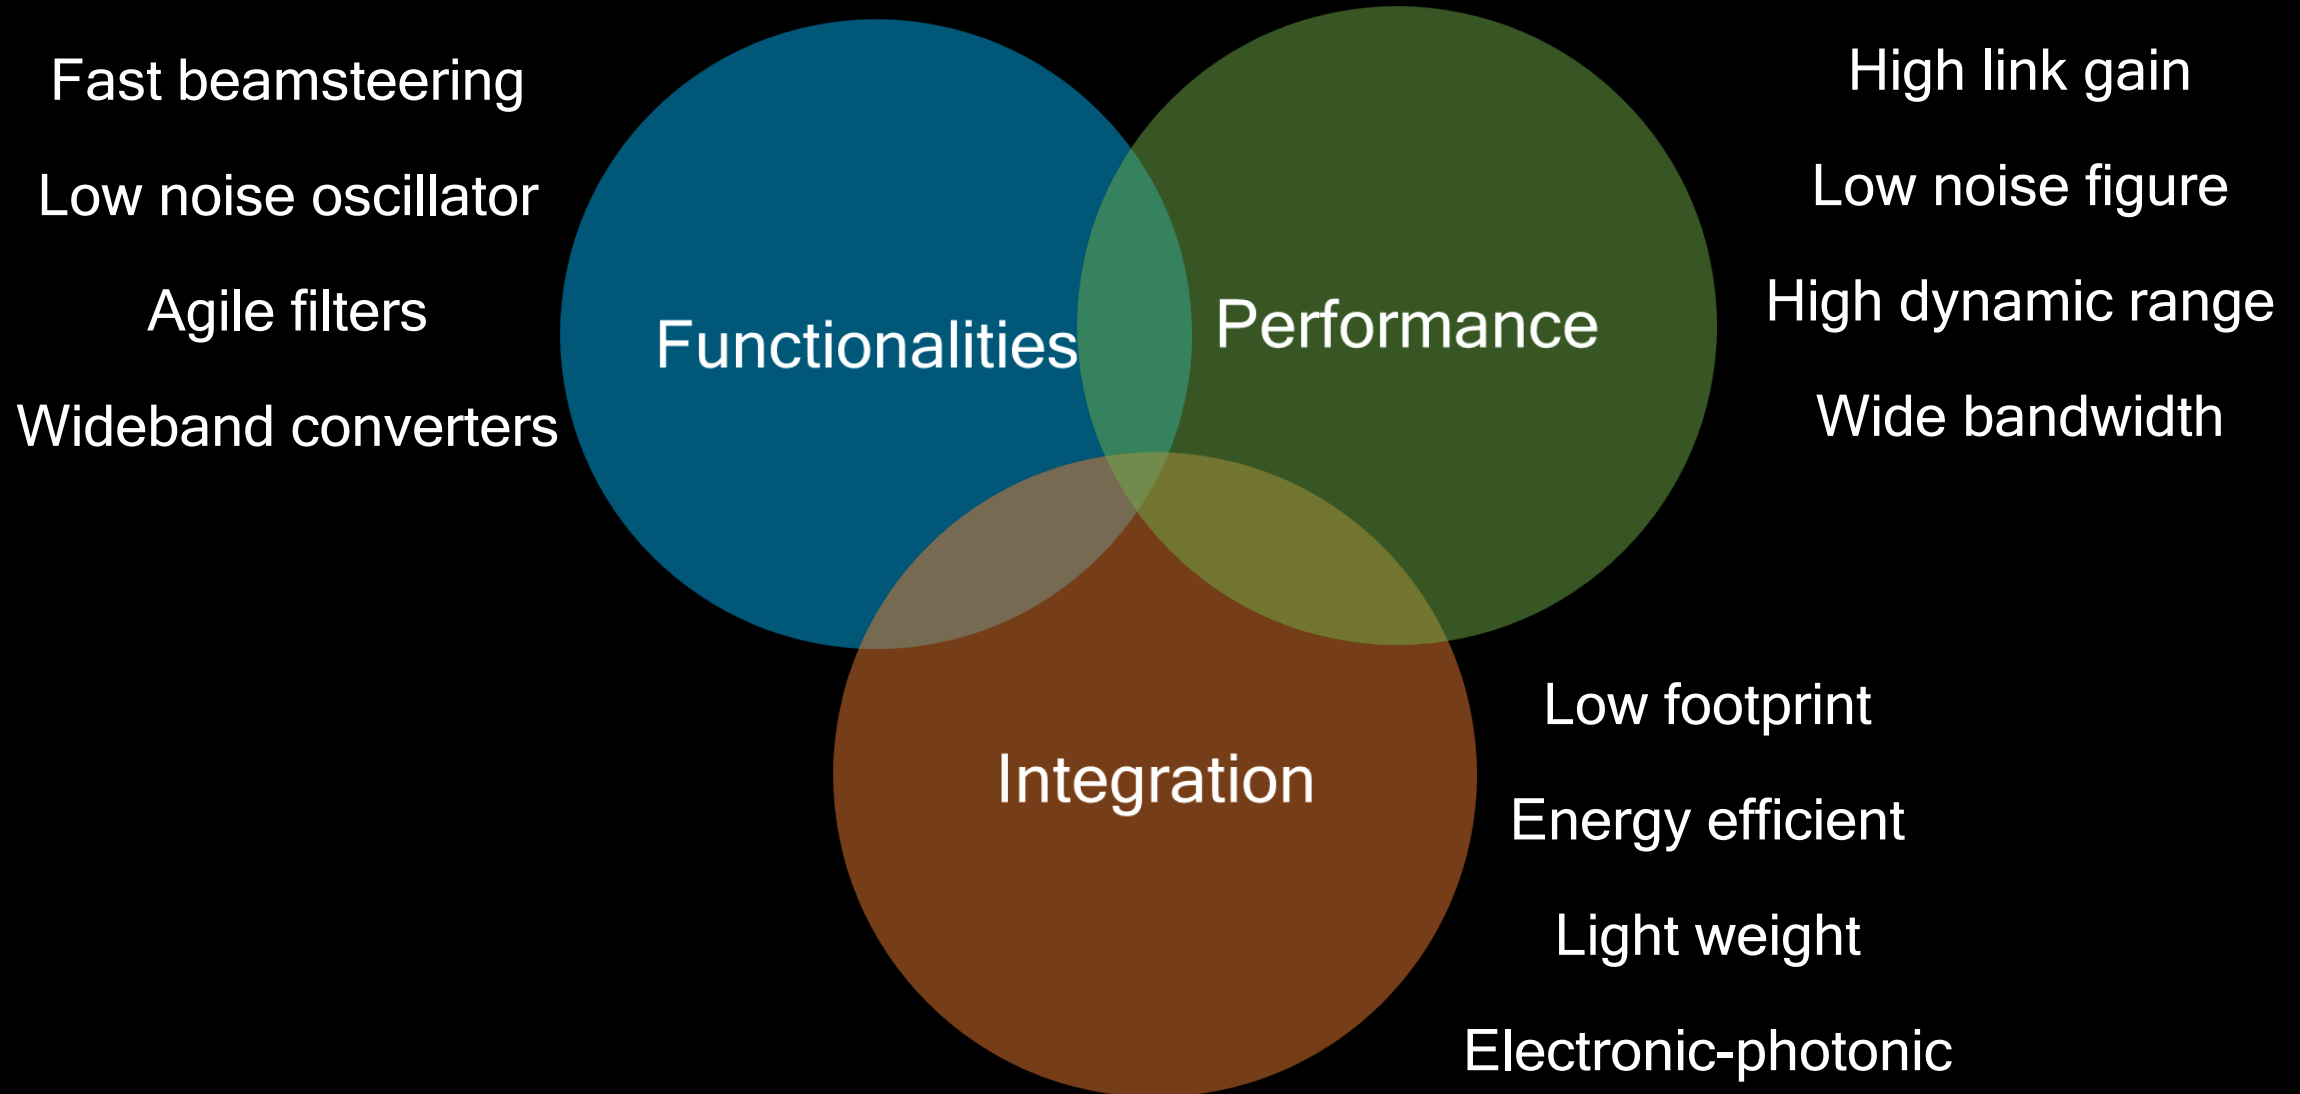 Fast beamsteering
Low noise oscillator
Agile filters
Wideband converters
Functionalities
Performance
High link gain
Low noise figure
High dynamic range
Wide bandwidth
Integration
Low footprint
Energy efficient
Light weight
Electronic-photonic